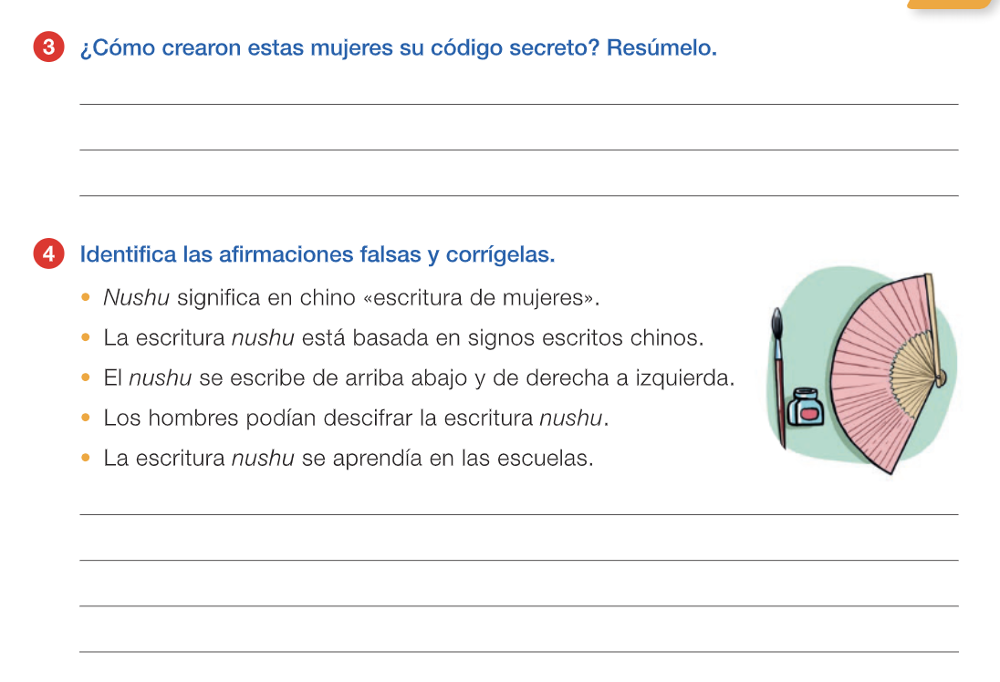 3 ¿Cómo crearon estas mujeres su código secreto? Resúmelo.
4 Identifica las afirmaciones falsas y corrígelas.
• Nushu significa en chino «escritura de mujeres».
• La escritura nushu está basada en signos escritos chinos.
• El nushu se escribe de arriba abajo y de derecha a izquierda.
• Los hombres podían descifrar la escritura nushu.
• La escritura nushu se aprendía en las escuelas.